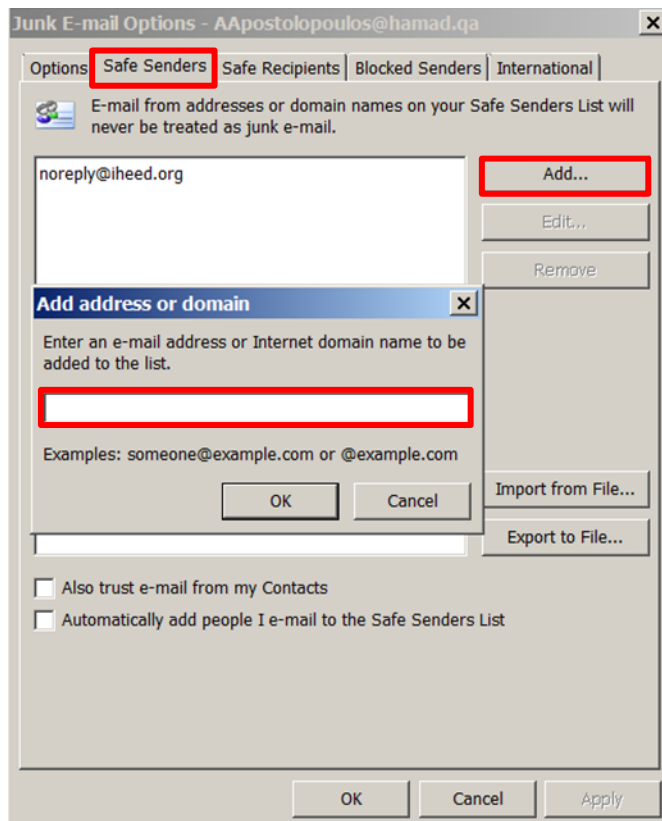 Junk E-mail Options - AApostolopoulos@hamad.qa
Options Safe Senders Safe Recipients Blocked Senders International
E-mail from addresses or domain names on your Safe Senders List will
never be treated as junk e-mail.
noreply@iheed.org
Add...
Edit...
Remove
Add address or domain
Enter an e-mail address or Internet domain name to be
added to the list.
Examples: someone@example.com or @example.com
OK Cancel
Import from File...
Export to File...
Also trust e-mail from my Contacts
Automatically add people I e-mail to the Safe Senders List
OK Cancel Apply